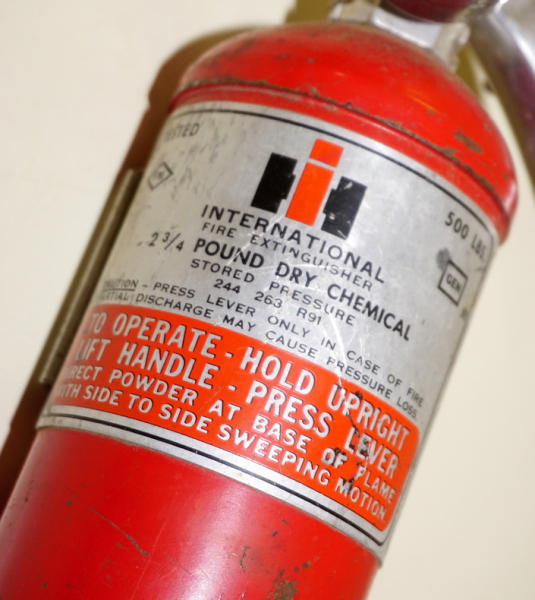 TESTED
500 LBS.
INTERNATIONAL
FIRE EXTINGUISHER
2 3/4 POUND DRY CHEMICAL
STORED PRESSURE
244 263 R91
CAUTION - PRESS LEVER ONLY IN CASE OF FIRE
PARTIAL DISCHARGE MAY CAUSE PRESSURE LOSS.
GEN
TO OPERATE - HOLD UPRIGHT
LIFT HANDLE - PRESS LEVER
DIRECT POWDER AT BASE OF FLAME
WITH SIDE TO SIDE SWEEPING MOTION